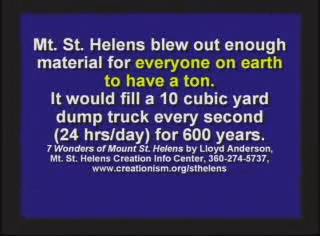 Mt. St. Helens blew out enough
material for everyone on earth
to have a ton.
It would fill a 10 cubic yard
dump truck every second
(24 hrs/day) for 600 years.
7 Wonders of Mount St. Helens by Lloyd Anderson,
Mt. St. Helens Creation Info Center, 360-274-5737,
www.creationism.org/sthelens